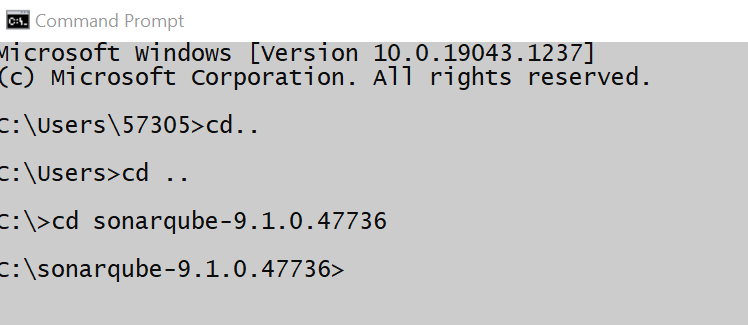 Command Prompt
Microsoft Windows [Version 10.0.19043.1237]
(c) Microsoft Corporation. All rights reserved.
C:\Users\57305>cd..
C:\Users>cd ..
C:\>cd sonarqube-9.1.0.47736
C:\sonarqube-9.1.0.47736>